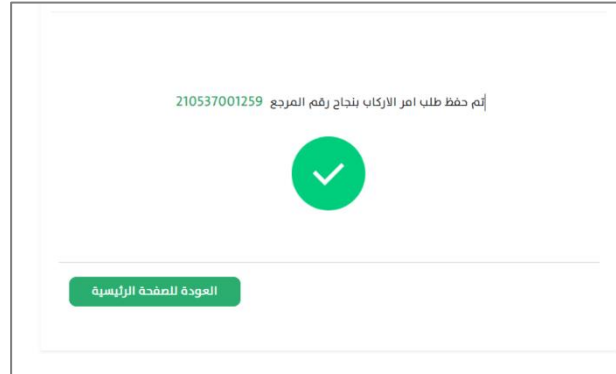 تم حفظ طلب امر الاركاب بنجاح رقم المرجع 210537001259
العودة للصفحة الرئيسية